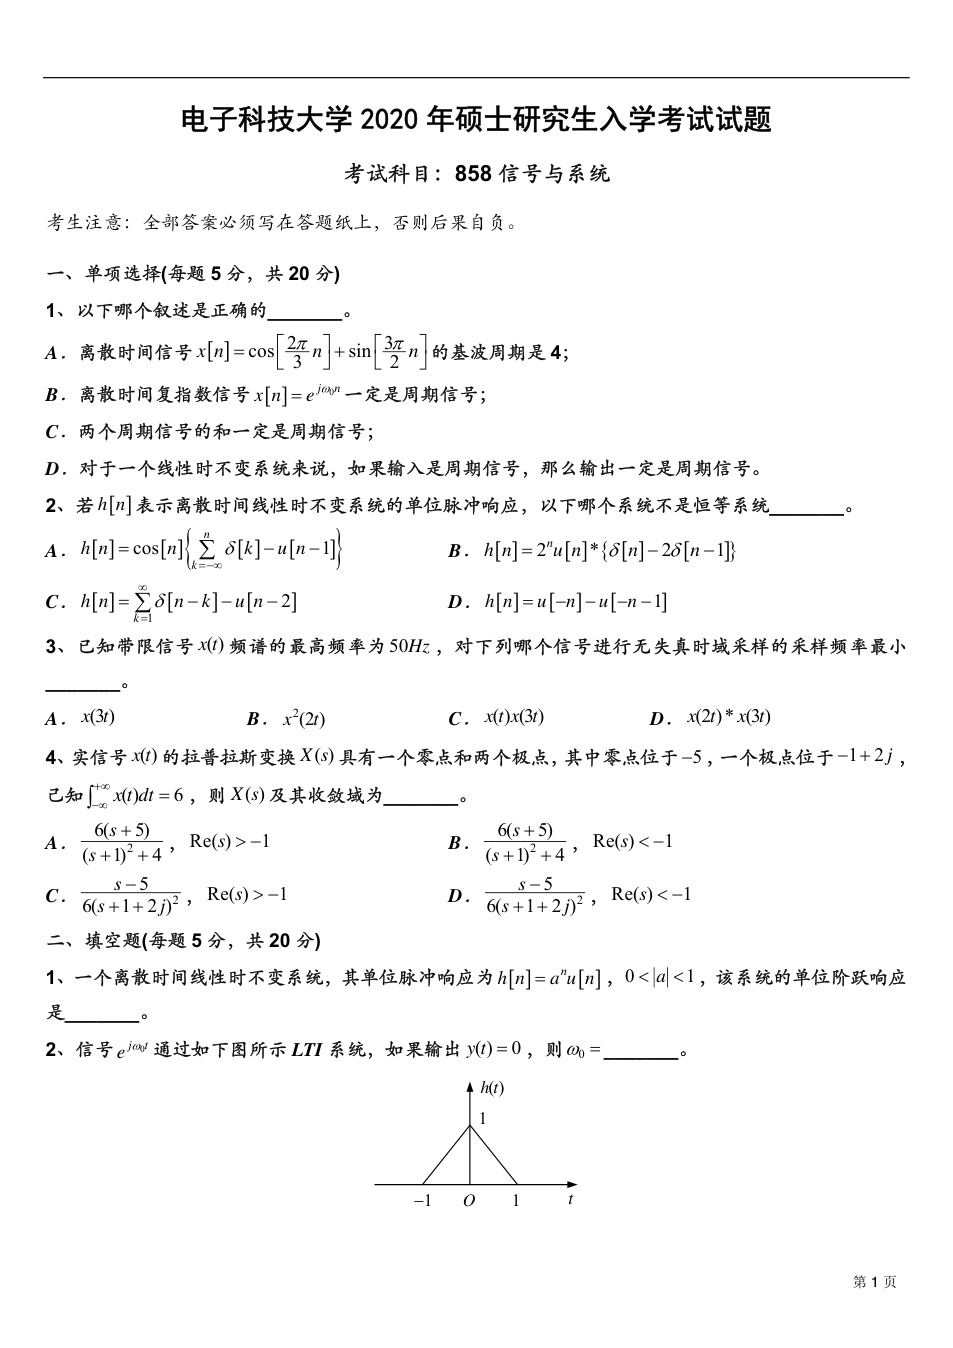 电子科技大学 2020 年硕士研究生入学考试试题
考试科目：858 信号与系统
考生注意：全部答案必须写在答题纸上，否则后果自负。
一、单项选择(每题 5 分，共 20 分)
1、以下哪个叙述是正确的________。
A．离散时间信号 x[n] = cos[2π/3 n] + sin[3π/2 n] 的基波周期是 4；
B．离散时间复指数信号 x[n] = e^{jω₀n} 一定是周期信号；
C．两个周期信号的和一定是周期信号；
D．对于一个线性时不变系统来说，如果输入是周期信号，那么输出一定是周期信号。
2、若 h[n] 表示离散时间线性时不变系统的单位脉冲响应，以下哪个系统不是恒等系统________。
A．h[n] = cos[n]{∑_{k=-∞}^{n} δ[k] − u[n−1]} B．h[n] = 2ⁿu[n]*{δ[n] − 2δ[n−1]}
C．h[n] = ∑_{k=1}^{∞} δ[n−k] − u[n−2] D．h[n] = u[−n] − u[−n−1]
3、已知带限信号 x(t) 频谱的最高频率为 50Hz，对下列哪个信号进行无失真时域采样的采样频率最小
________。
A．x(3t) B．x²(2t) C．x(t)x(3t) D．x(2t)*x(3t)
4、实信号 x(t) 的拉普拉斯变换 X(s) 具有一个零点和两个极点，其中零点位于 −5，一个极点位于 −1+2j，
已知 ∫_{−∞}^{+∞} x(t)dt = 6，则 X(s) 及其收敛域为________。
A．6(s+5)/((s+1)²+4)，Re(s) > −1 B．6(s+5)/((s+1)²+4)，Re(s) < −1
C．(s−5)/(6(s+1+2j)²)，Re(s) > −1 D．(s−5)/(6(s+1+2j)²)，Re(s) < −1
二、填空题(每题 5 分，共 20 分)
1、一个离散时间线性时不变系统，其单位脉冲响应为 h[n] = aⁿu[n]，0 < |a| < 1，该系统的单位阶跃响应
是________。
2、信号 e^{jω₀t} 通过如下图所示 LTI 系统，如果输出 y(t) = 0，则 ω₀ = ________。
h(t)
1
−1 O 1 t
第 1 页